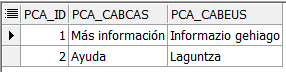 PCA_ID PCA_CABCAS PCA_CABEUS
1 Más información Informazio gehiago
2 Ayuda Laguntza